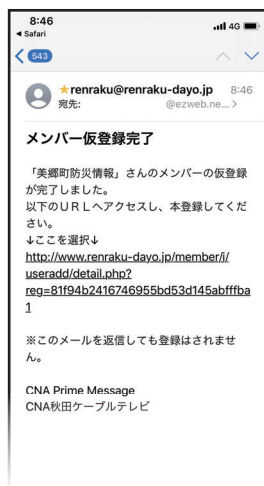 8:46
4G
◀ Safari
543
★renraku@renraku-dayo.jp 8:46
宛先: @ezweb.ne...>
メンバー仮登録完了
「美郷町防災情報」さんのメンバーの仮登録
が完了しました。
以下のＵＲＬへアクセスし、本登録してくだ
さい。
↓ここを選択↓
http://www.renraku-dayo.jp/member/i/
useradd/detail.php?
reg=81f94b2416746955bd53d145abfffba
1
※このメールを返信しても登録はされませ
ん。
CNA Prime Message
CNA秋田ケーブルテレビ